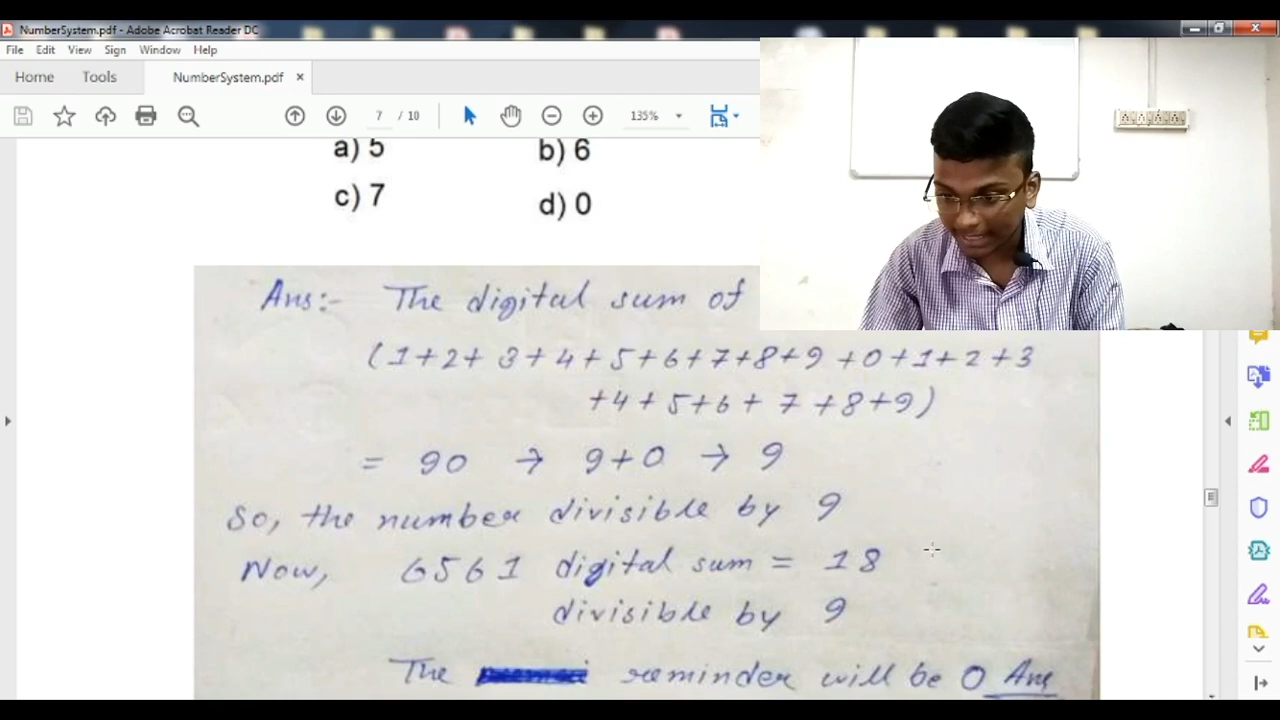 NumberSystem.pdf - Adobe Acrobat Reader DC
File Edit View Sign Window Help
Home Tools NumberSystem.pdf ×
7 / 10 135%
a) 5 b) 6
c) 7 d) 0
Ans:- The digital sum of
(1+2+3+4+5+6+7+8+9+0+1+2+3
+4+5+6+7+8+9)
= 90 → 9+0 → 9
So, the number divisible by 9
Now, 6561 digital sum = 18
divisible by 9
The reminder will be 0 Ans